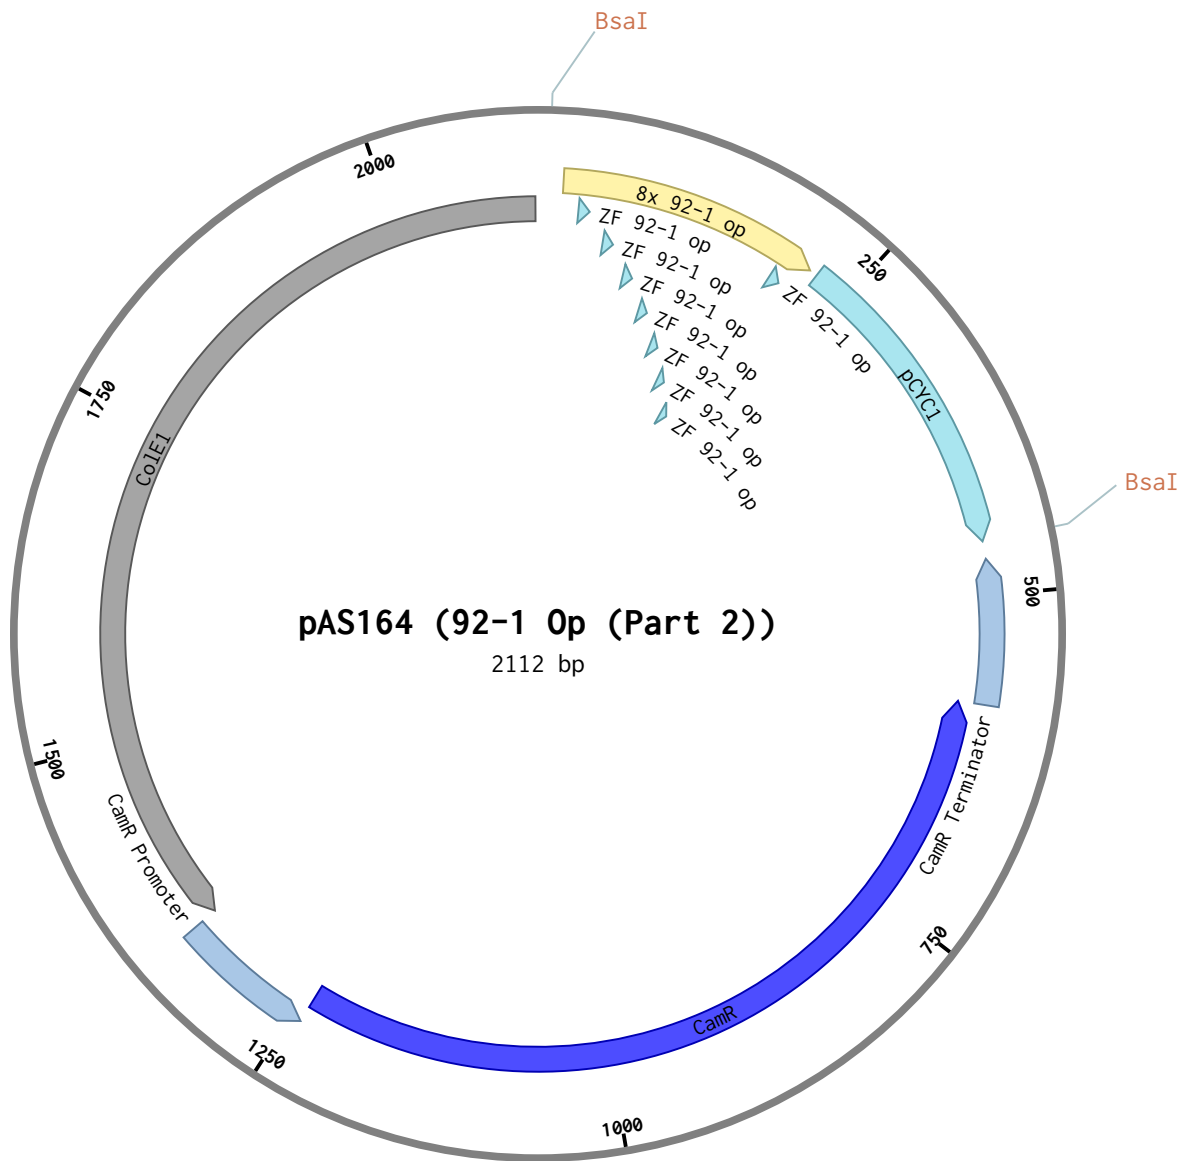 BsaI
2000
8x 92-1 op
ZF 92-1 op
ZF 92-1 op
ZF 92-1 op
ZF 92-1 op
ZF 92-1 op
ZF 92-1 op
ZF 92-1 op
ZF 92-1 op
250
pCYC1
1750
ColE1
BsaI
500
pAS164 (92-1 Op (Part 2))
2112 bp
1500
CamR Promoter
CamR Terminator
750
CamR
1250
1000